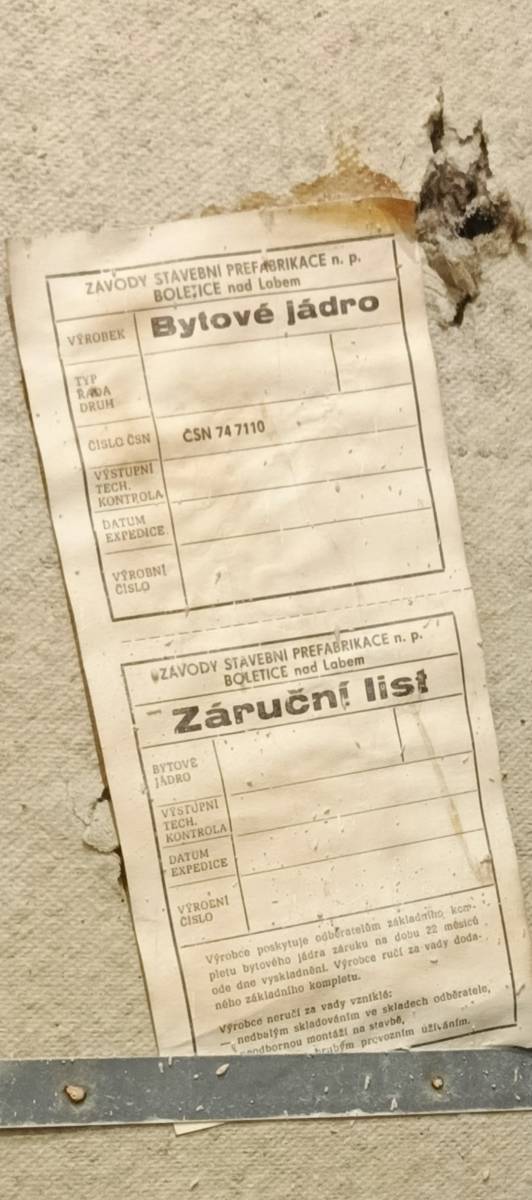 ZÁVODY STAVEBNÍ PREFABRIKACE n. p.
BOLETICE nad Labem
VÝROBEK
Bytové jádro
TYP
ŘADA
DRUH
ČÍSLO ČSN
ČSN 74 7110
VÝSTUPNÍ
TECH.
KONTROLA
DATUM
EXPEDICE
VÝROBNÍ
ČÍSLO
ZÁVODY STAVEBNÍ PREFABRIKACE n. p.
BOLETICE nad Labem
Záruční list
BYTOVÉ
JÁDRO
VÝSTUPNÍ
TECH.
KONTROLA
DATUM
EXPEDICE
VÝROBNÍ
ČÍSLO
Výrobce poskytuje odběratelům základního kom-
pletu bytového jádra záruku na dobu 22 měsíců
ode dne vyskladnění. Výrobce ručí za vady doda-
ného základního kompletu.
Výrobce neručí za vady vzniklé:
— nedbalým skladováním ve skladech odběratele,
neodbornou montáží na stavbě,
hrubým provozním užíváním.